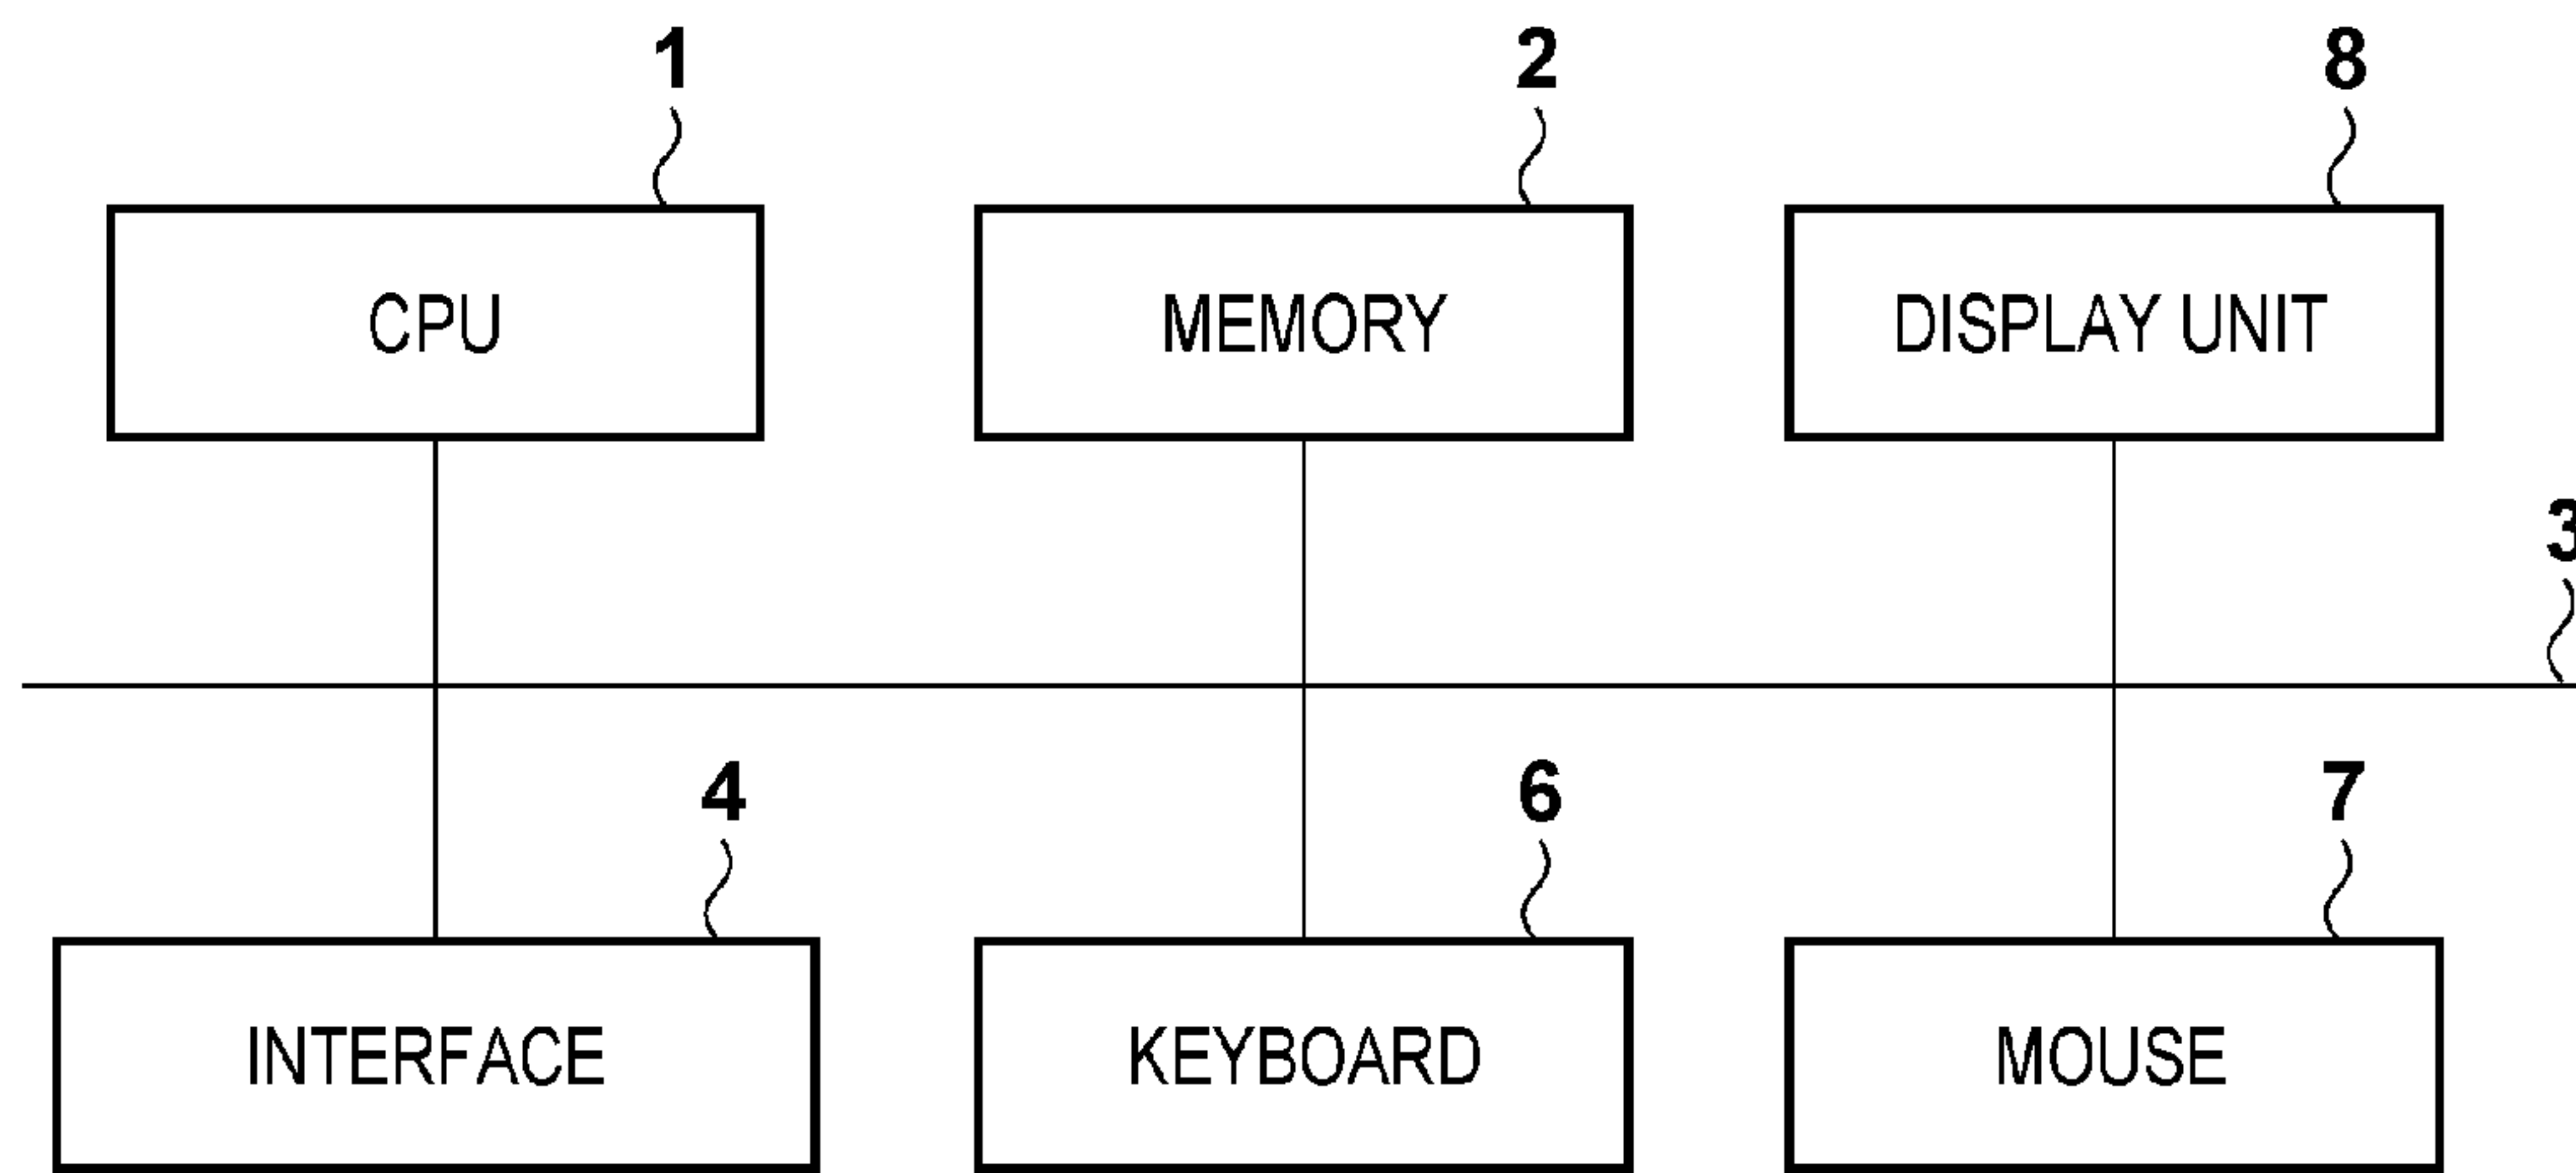 1 2 8
CPU MEMORY DISPLAY UNIT
3
4 6 7
INTERFACE KEYBOARD MOUSE